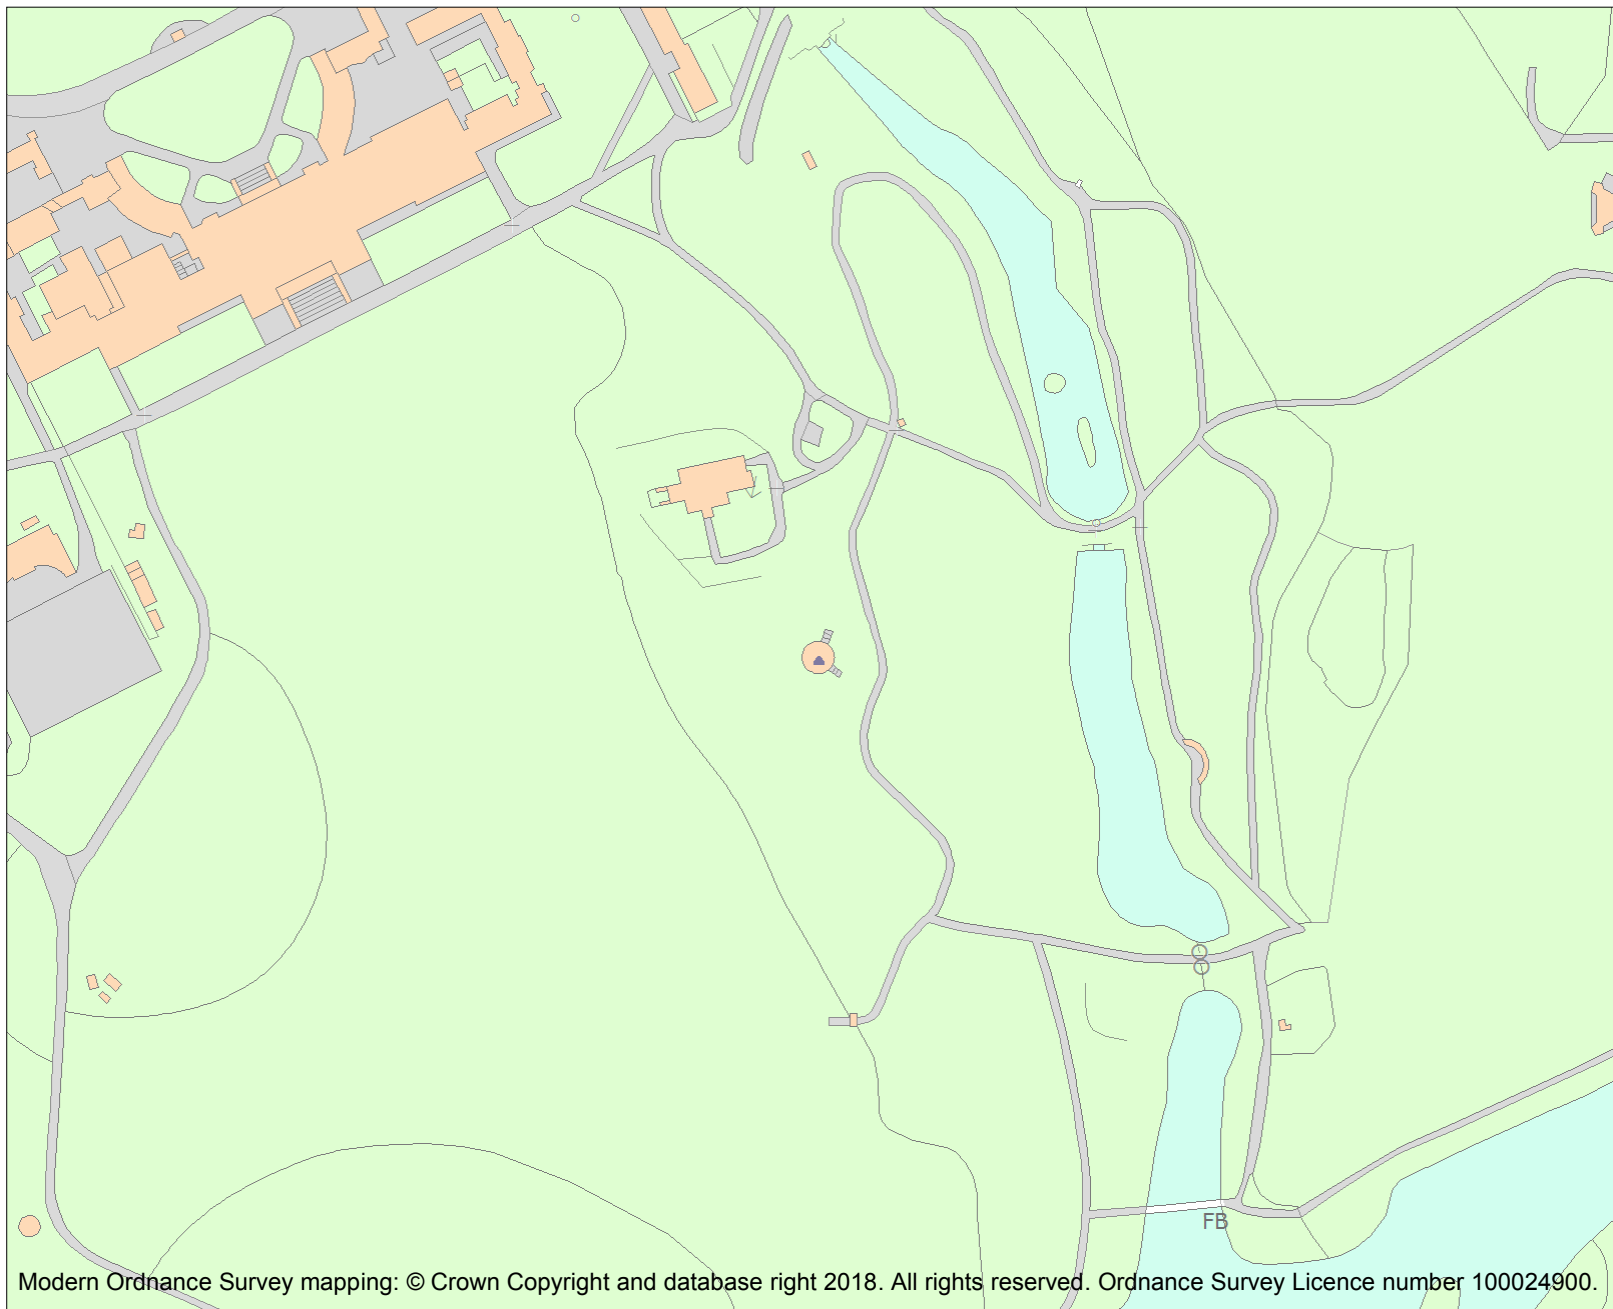 FB
Modern Ordnance Survey mapping: © Crown Copyright and database right 2018. All rights reserved. Ordnance Survey Licence number 100024900.